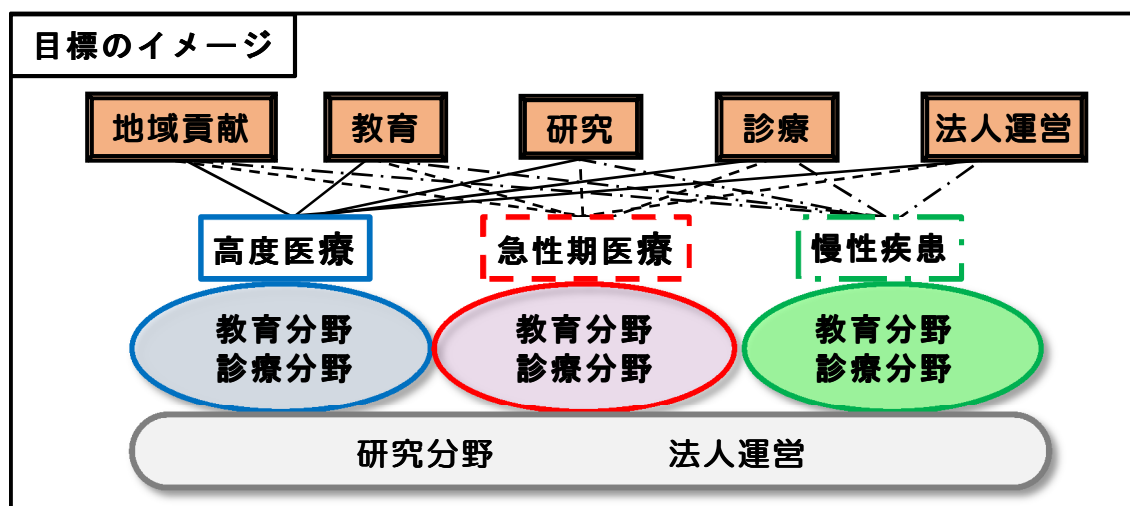 目標のイメージ
地域貢献 教育 研究 診療 法人運営
高度医療 急性期医療 慢性疾患
教育分野 教育分野 教育分野
診療分野 診療分野 診療分野
研究分野 法人運営